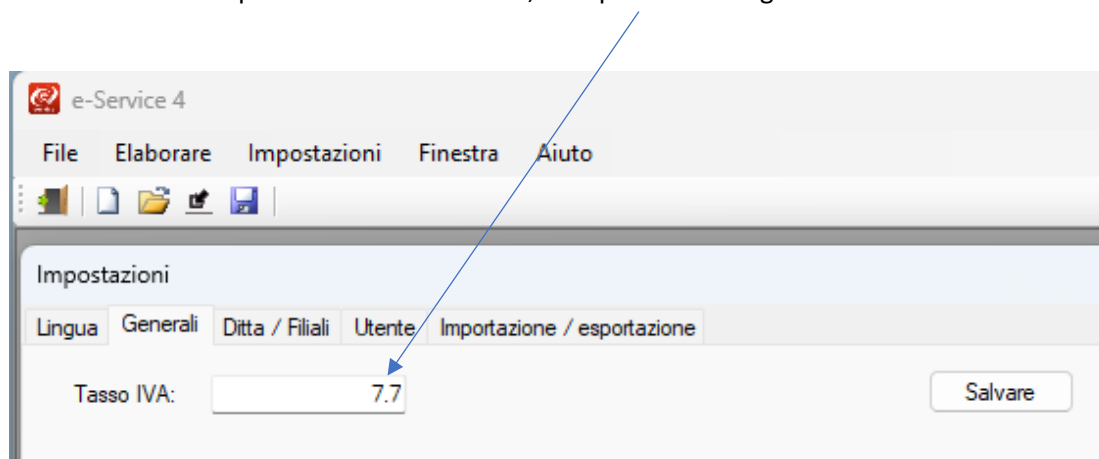 e-Service 4
File Elaborare Impostazioni Finestra Aiuto
Impostazioni
Lingua Generali Ditta / Filiali Utente Importazione / esportazione
Tasso IVA: 7.7 Salvare